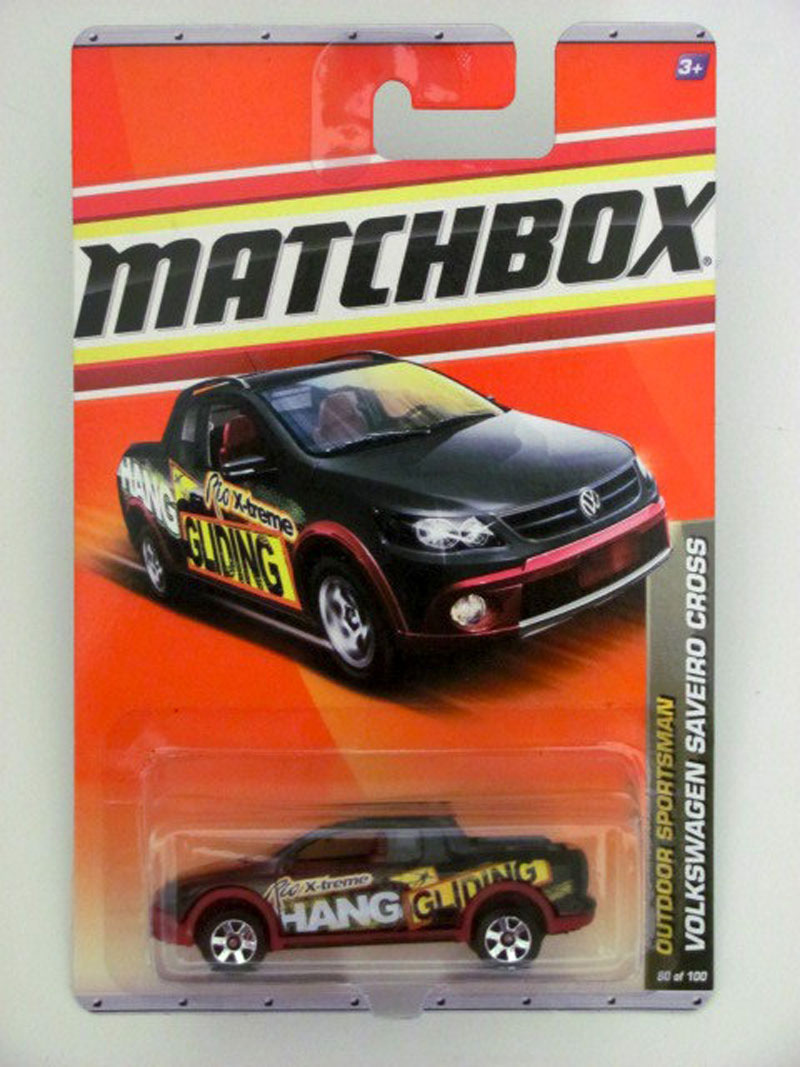 3+
MATCHBOX®
HANG
Rio X-treme
GLIDING
OUTDOOR SPORTSMAN
VOLKSWAGEN SAVEIRO CROSS
80 of 100
Rio X-treme
HANG GLIDING